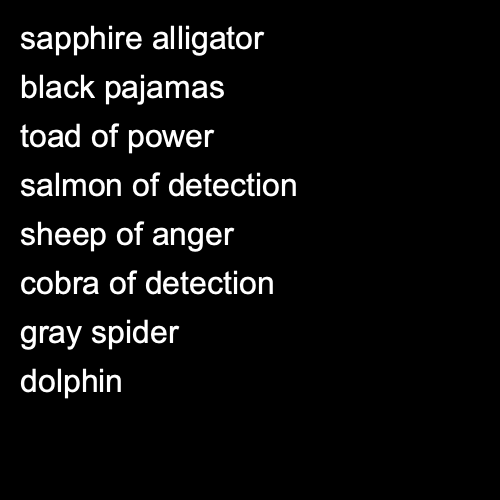 sapphire alligator
black pajamas
toad of power
salmon of detection
sheep of anger
cobra of detection
gray spider
dolphin